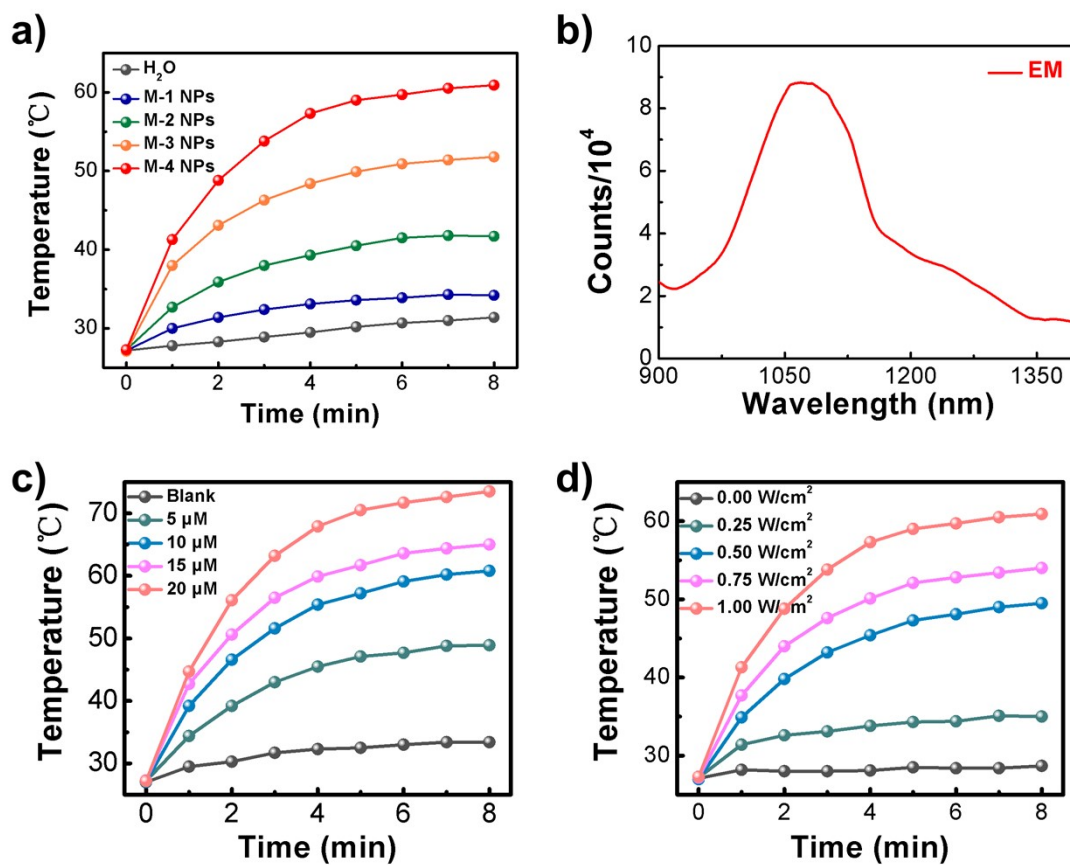 a)
H₂O
M-1 NPs
M-2 NPs
M-3 NPs
M-4 NPs
Temperature (℃)
60
50
40
30
0 2 4 6 8
Time (min)
b)
EM
Counts/10⁴
10
8
6
4
2
0
900 1050 1200 1350
Wavelength (nm)
c)
Blank
5 μM
10 μM
15 μM
20 μM
Temperature (℃)
70
60
50
40
30
0 2 4 6 8
Time (min)
d)
0.00 W/cm²
0.25 W/cm²
0.50 W/cm²
0.75 W/cm²
1.00 W/cm²
Temperature (℃)
60
50
40
30
0 2 4 6 8
Time (min)